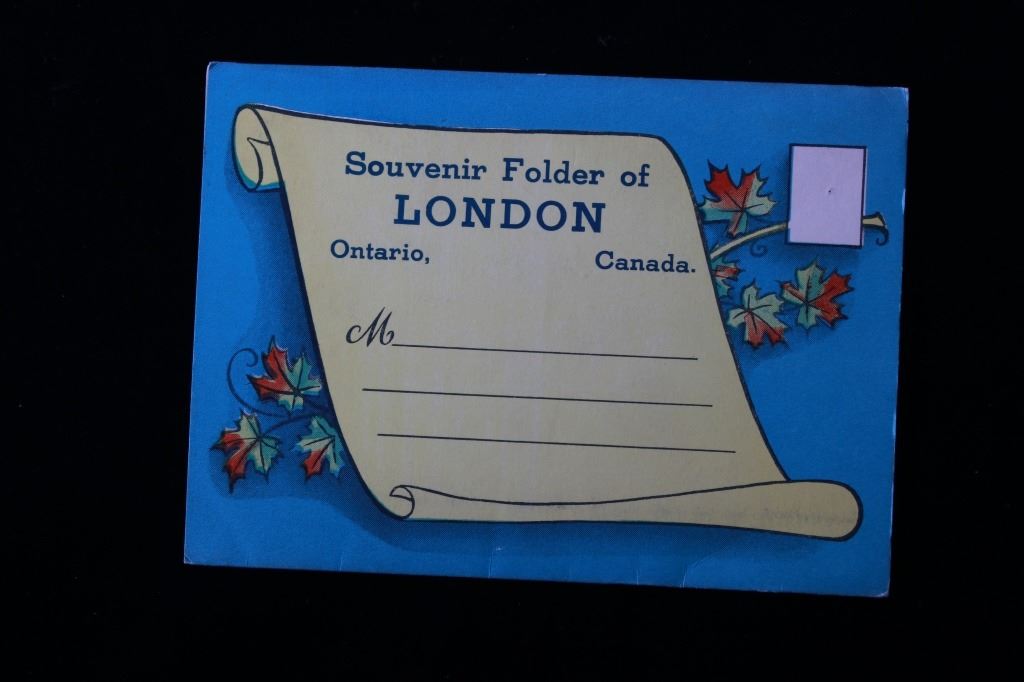 Souvenir Folder of
LONDON
Ontario, Canada.
M